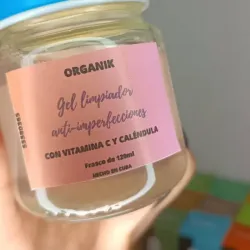 ORGANIK
Gel limpiador
anti-imperfecciones
CON VITAMINA C Y CALÉNDULA
Frasco de 120ml
HECHO EN CUBA